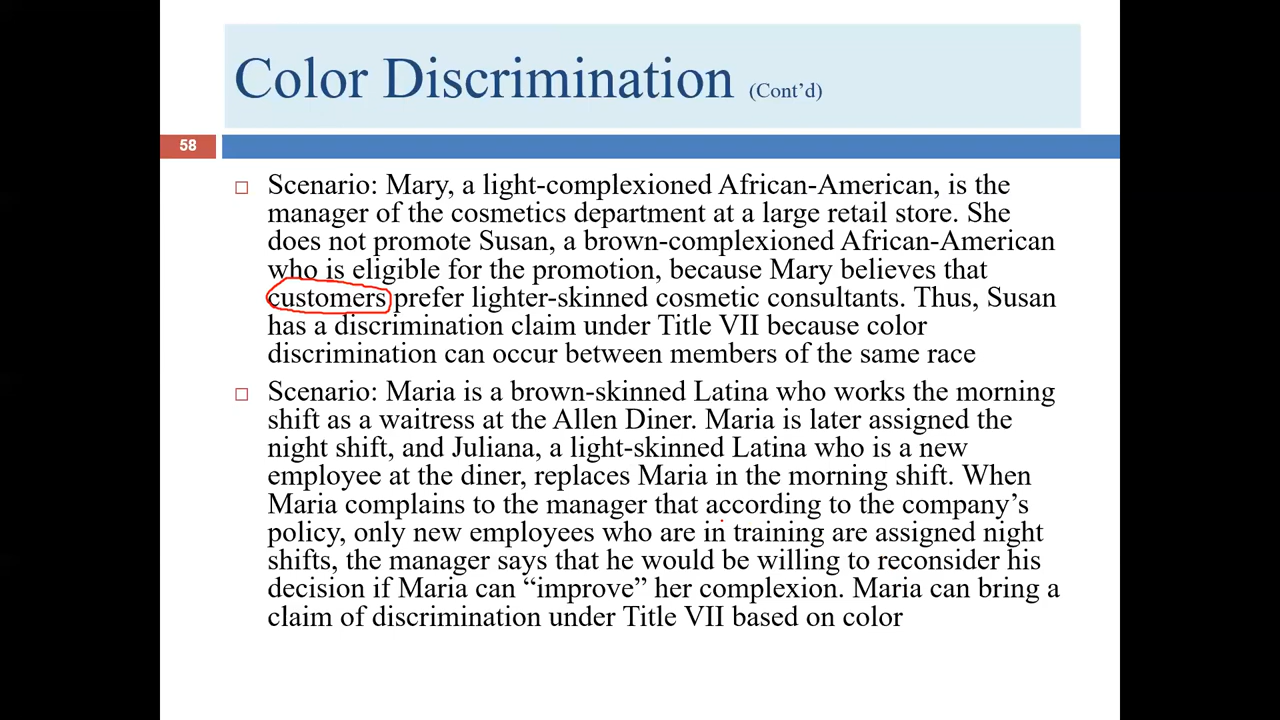 Color Discrimination (Cont’d)
58
Scenario: Mary, a light-complexioned African-American, is the
manager of the cosmetics department at a large retail store. She
does not promote Susan, a brown-complexioned African-American
who is eligible for the promotion, because Mary believes that
customers prefer lighter-skinned cosmetic consultants. Thus, Susan
has a discrimination claim under Title VII because color
discrimination can occur between members of the same race
Scenario: Maria is a brown-skinned Latina who works the morning
shift as a waitress at the Allen Diner. Maria is later assigned the
night shift, and Juliana, a light-skinned Latina who is a new
employee at the diner, replaces Maria in the morning shift. When
Maria complains to the manager that according to the company’s
policy, only new employees who are in training are assigned night
shifts, the manager says that he would be willing to reconsider his
decision if Maria can “improve” her complexion. Maria can bring a
claim of discrimination under Title VII based on color